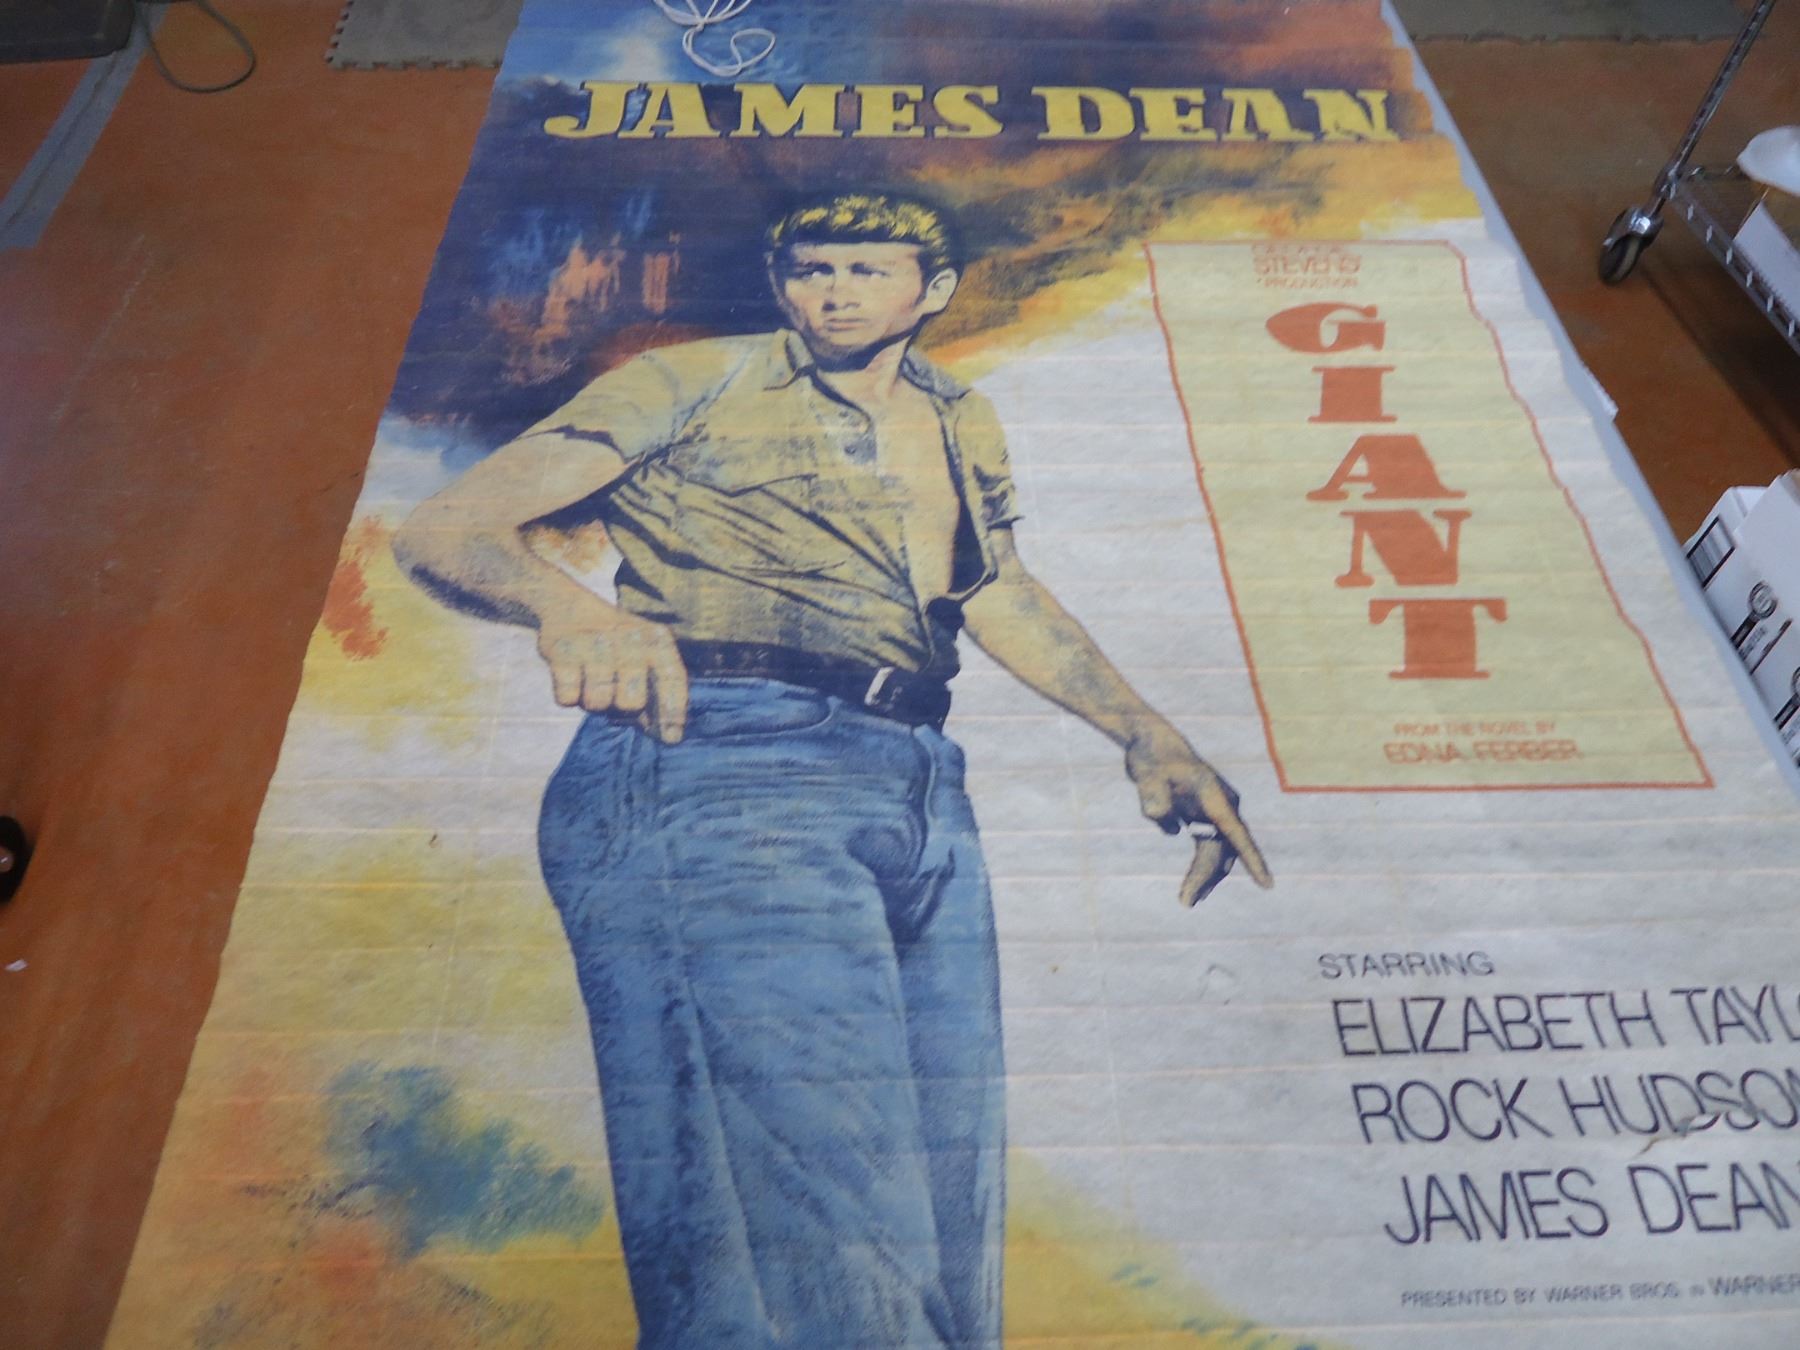 JAMES DEAN
STEVENS
PRODUCTION
GIANT
FROM THE NOVEL BY
EDNA FERBER
STARRING
ELIZABETH TAYL
ROCK HUDSON
JAMES DEAN
PRESENTED BY WARNER BROS. IN WARNER